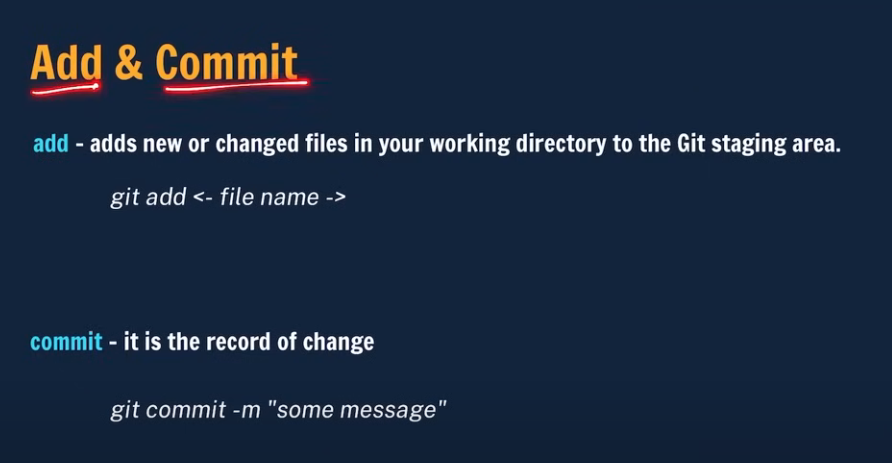 Add & Commit
add - adds new or changed files in your working directory to the Git staging area.
git add <- file name ->
commit - it is the record of change
git commit -m "some message"